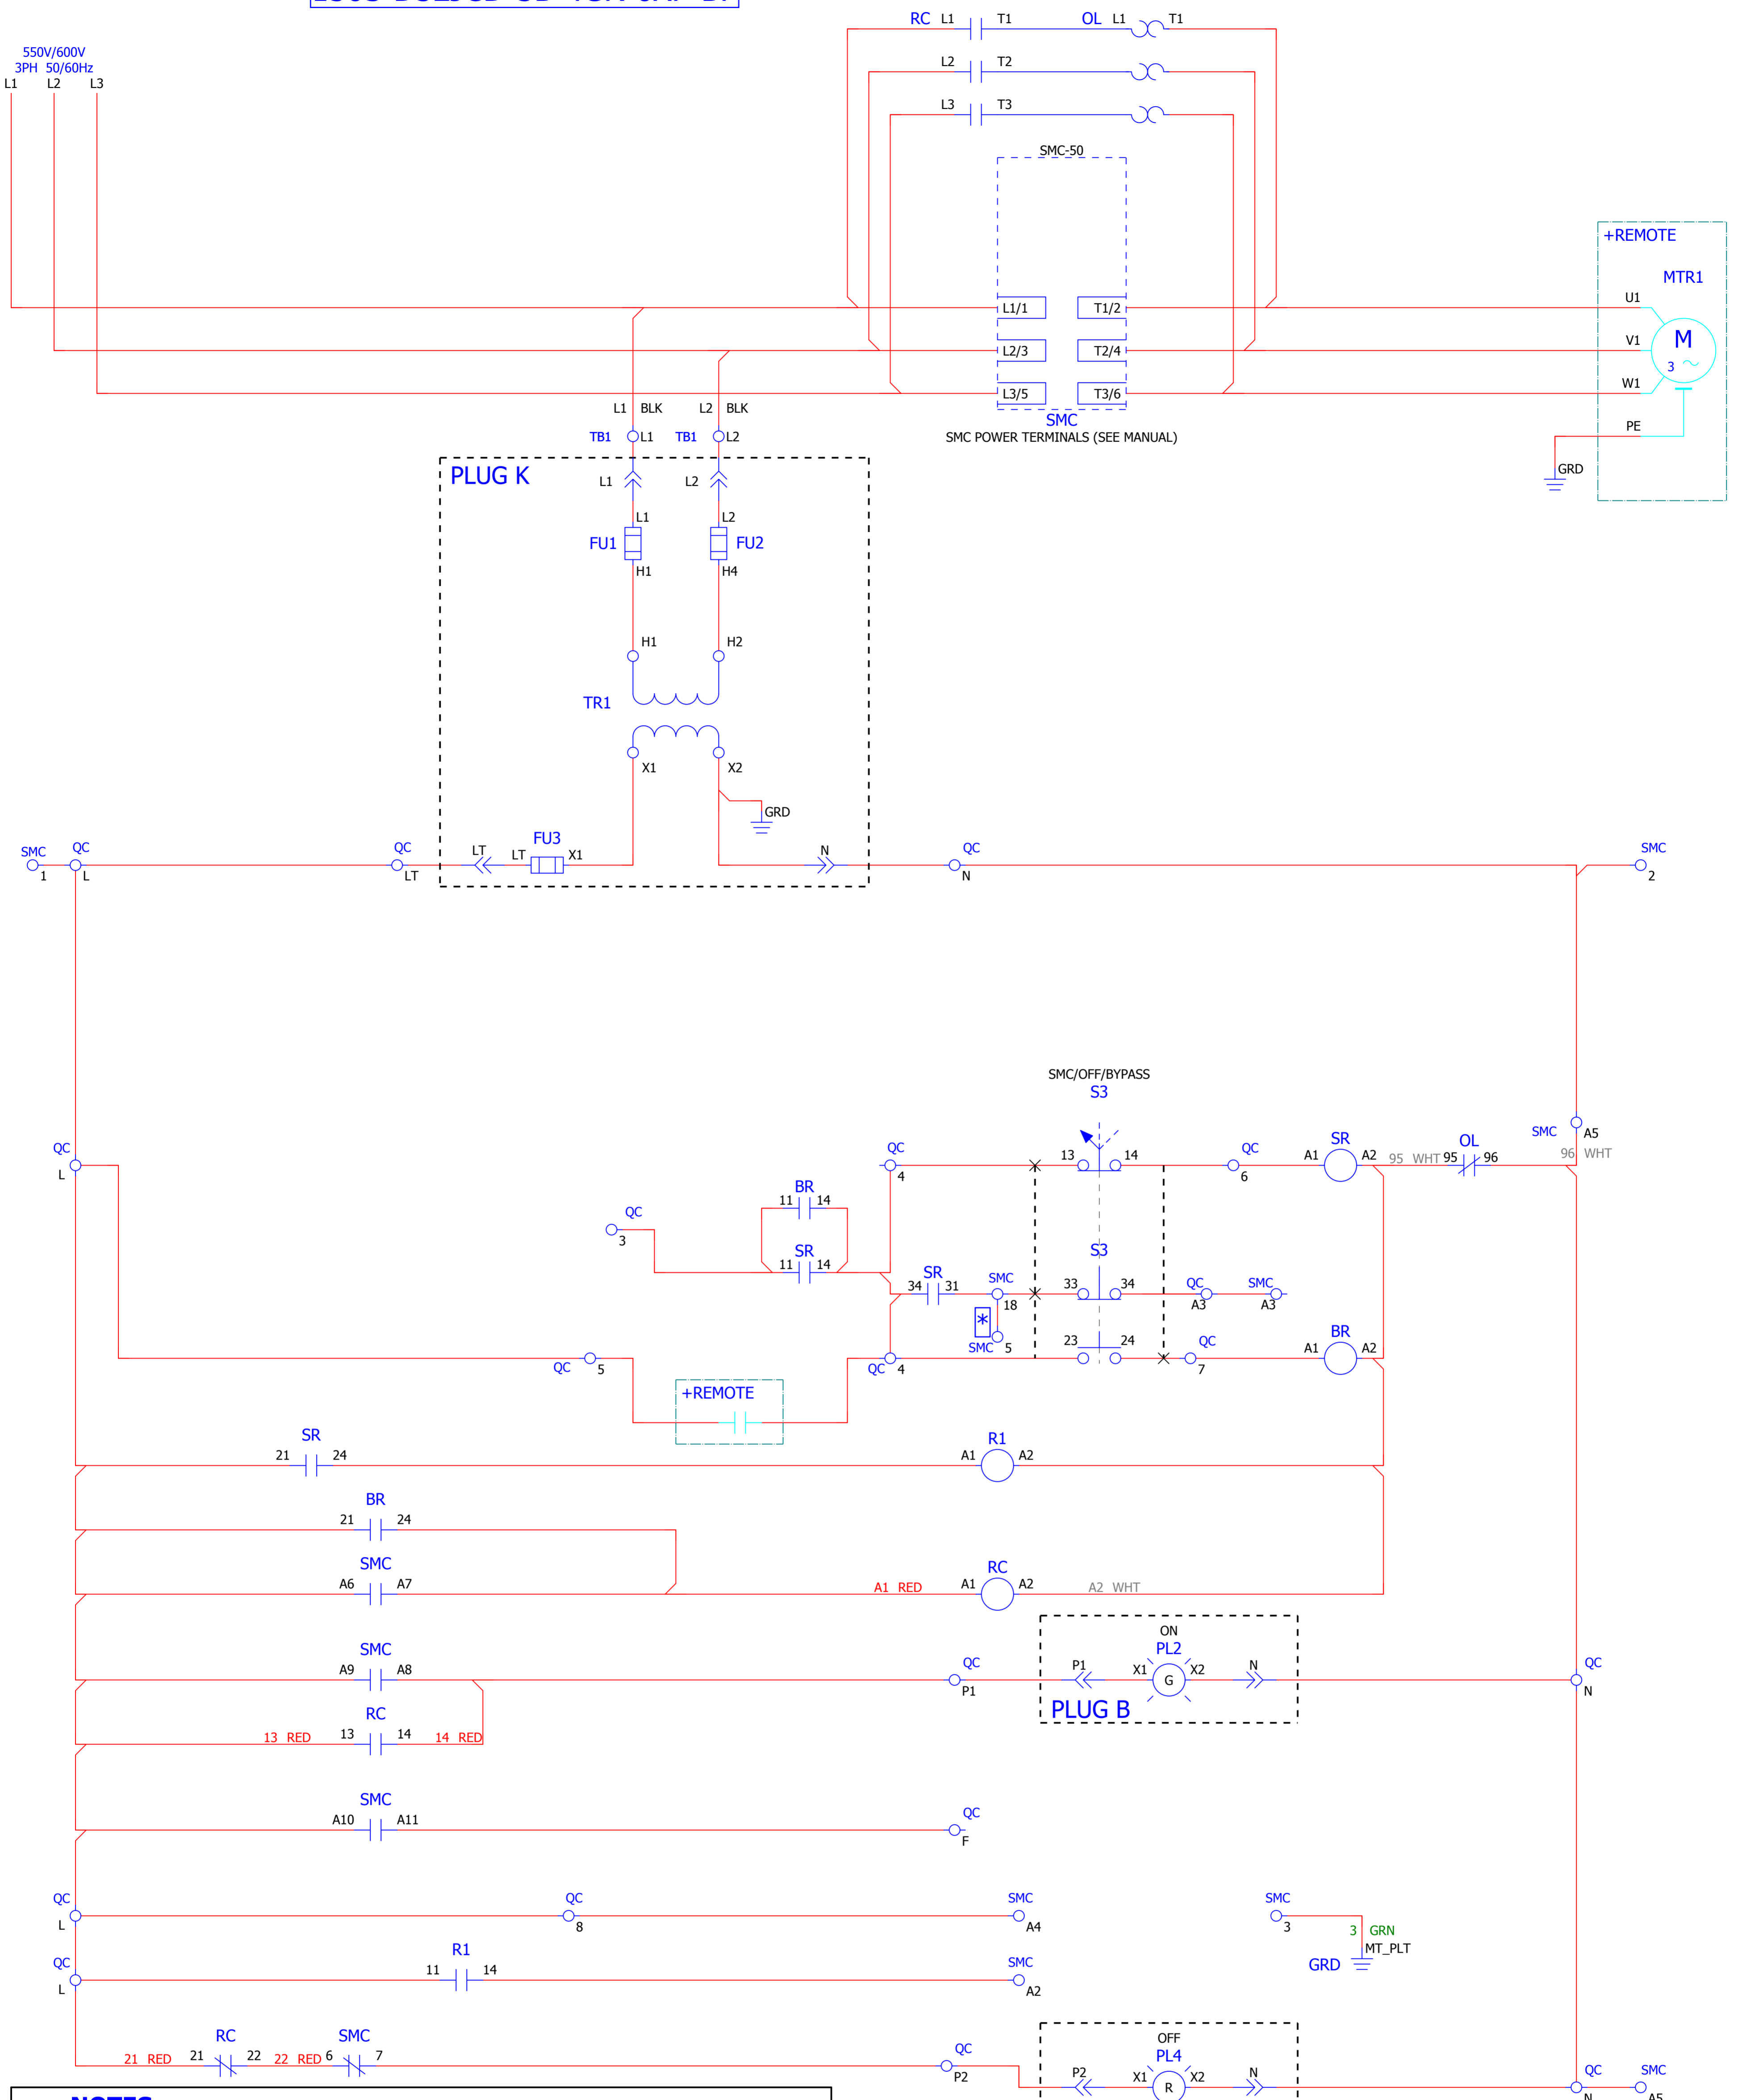 RC L1 T1 OL L1 T1
550V/600V
3PH 50/60Hz
L1 L2 L3
L2 T2
L3 T3
SMC-50
+REMOTE
MTR1
L1/1 T1/2 U1
L2/3 T2/4 V1 M
3
L3/5 T3/6 W1
L1 BLK L2 BLK
SMC
PE
TB1 L1 TB1 L2
SMC POWER TERMINALS (SEE MANUAL)
PLUG K
L1 L2
GRD
L1 L2
FU1 FU2
H1 H4
H1 H2
TR1
X1 X2
GRD
SMC QC QC LT LT FU3 X1 N QC SMC
1 L LT N 2
SMC/OFF/BYPASS
S3
SMC A5
QC QC 13 14 QC SR OL
L 4 6 A1 A2 95 WHT 95 96 96 WHT
BR
11 14
QC
3
SR
11 14
S3
SR
34 31 SMC 33 34 QC SMC
18 A3 A3
*
SMC 5
23 24 QC BR
QC 5 QC 4 7 A1 A2
+REMOTE
SR R1
21 24 A1 A2
BR
21 24
SMC RC
A6 A7 A1 RED A1 A2 A2 WHT
ON
SMC QC PL2 QC
A9 A8 P1 P1 X1 G X2 N N
PLUG B
RC
13 RED 13 14 14 RED
SMC QC
A10 A11 F
QC QC SMC SMC
L 8 A4 3
3 GRN
MT_PLT
GRD
QC R1 SMC
L 11 14 A2
OFF
RC SMC QC PL4
21 RED 21 22 22 RED 6 7 P2 P2 X1 R X2 N QC SMC